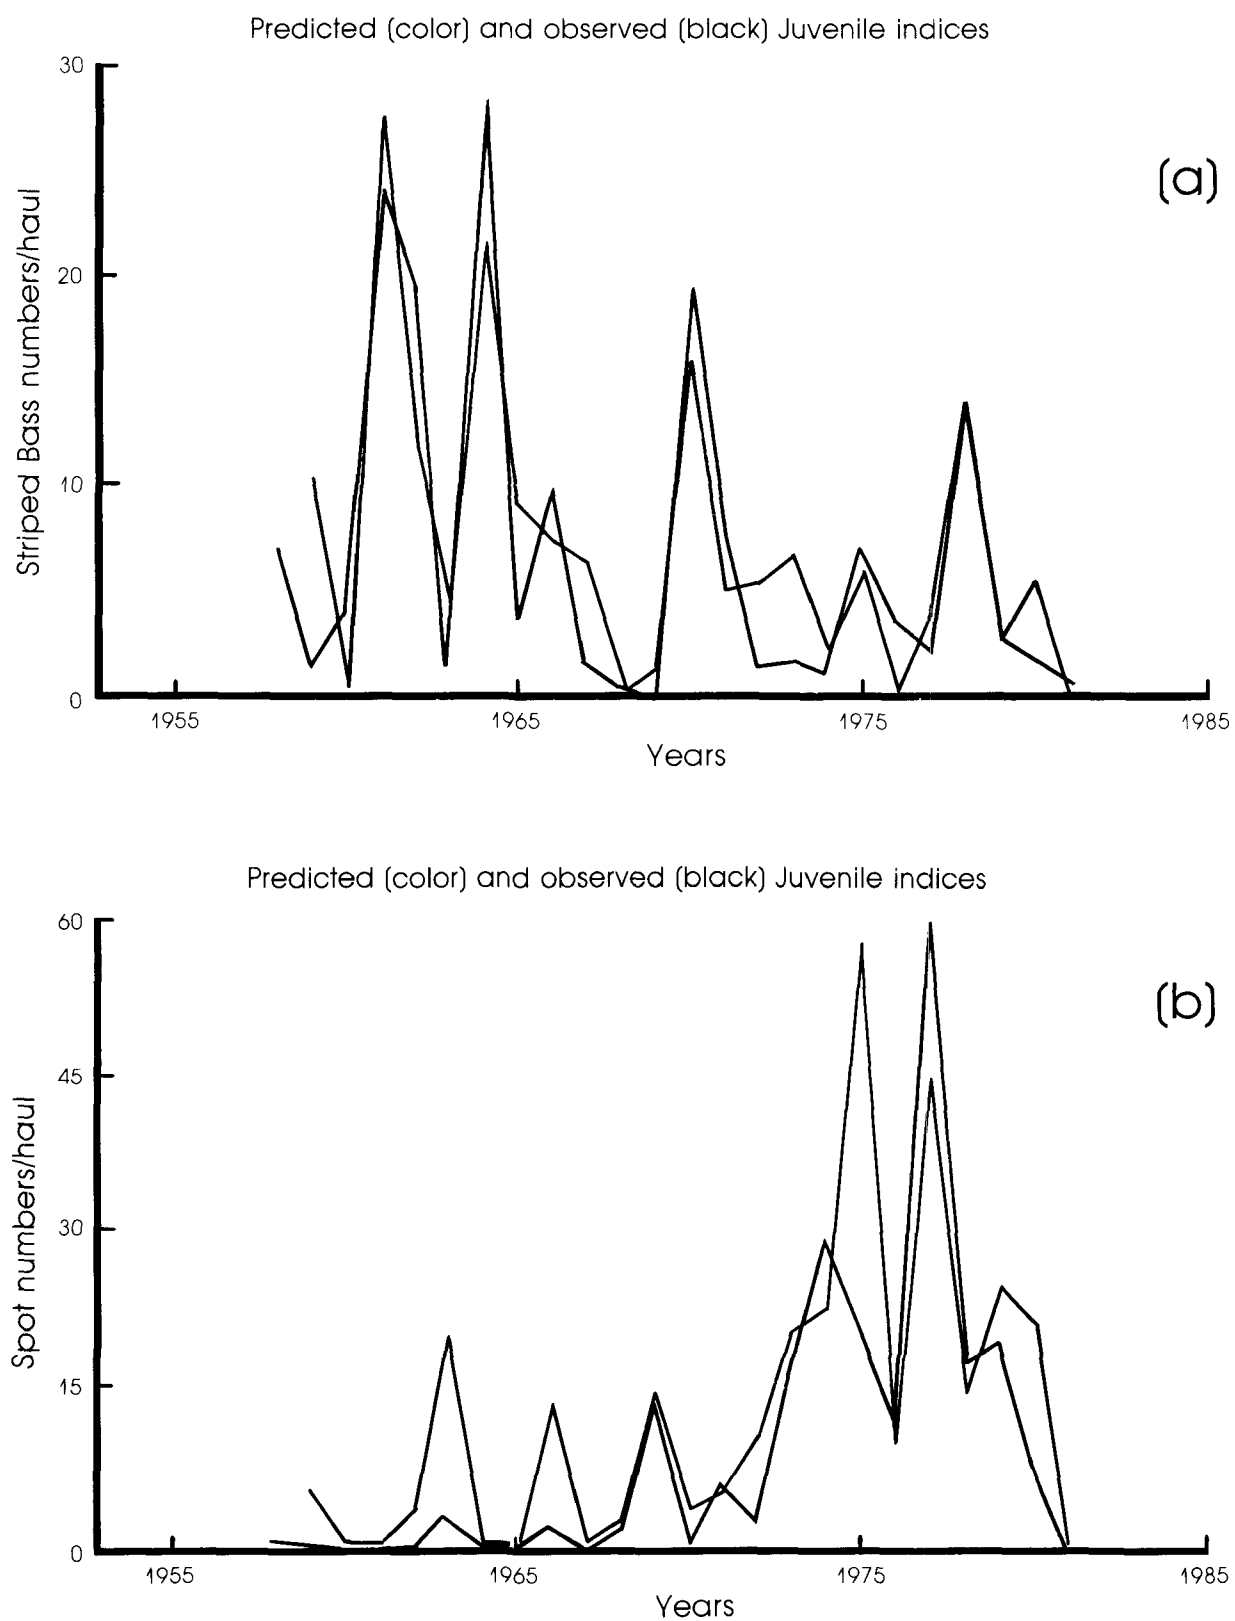 Predicted (color) and observed (black) Juvenile indices
30
(a)
Striped Bass numbers/haul
20
10
0
1955
1965
1975
1985
Years
Predicted (color) and observed (black) Juvenile indices
60
(b)
45
Spot numbers/haul
30
15
0
1955
1965
1975
1985
Years